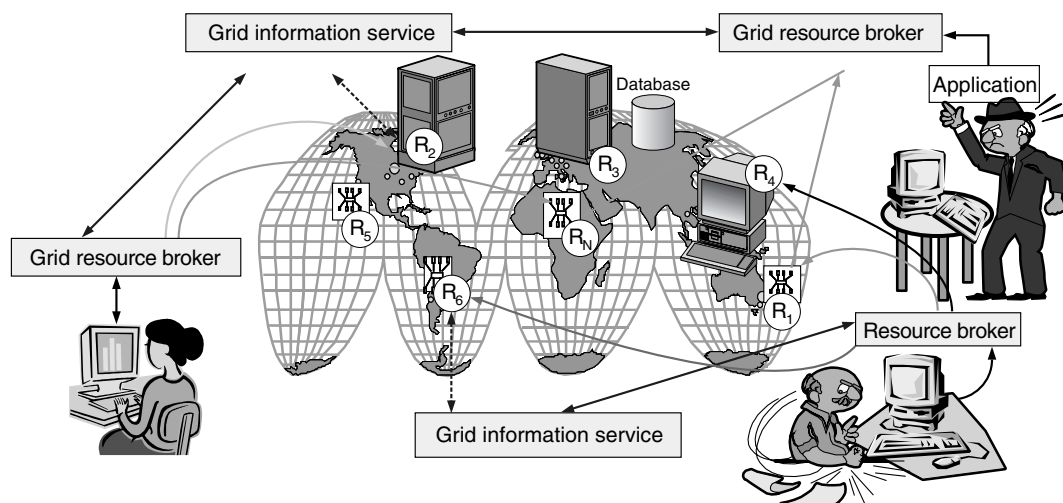 Grid information service
Grid resource broker
Application
Database
R2
R3
R4
R5
RN
R6
R1
Grid resource broker
Resource broker
Grid information service